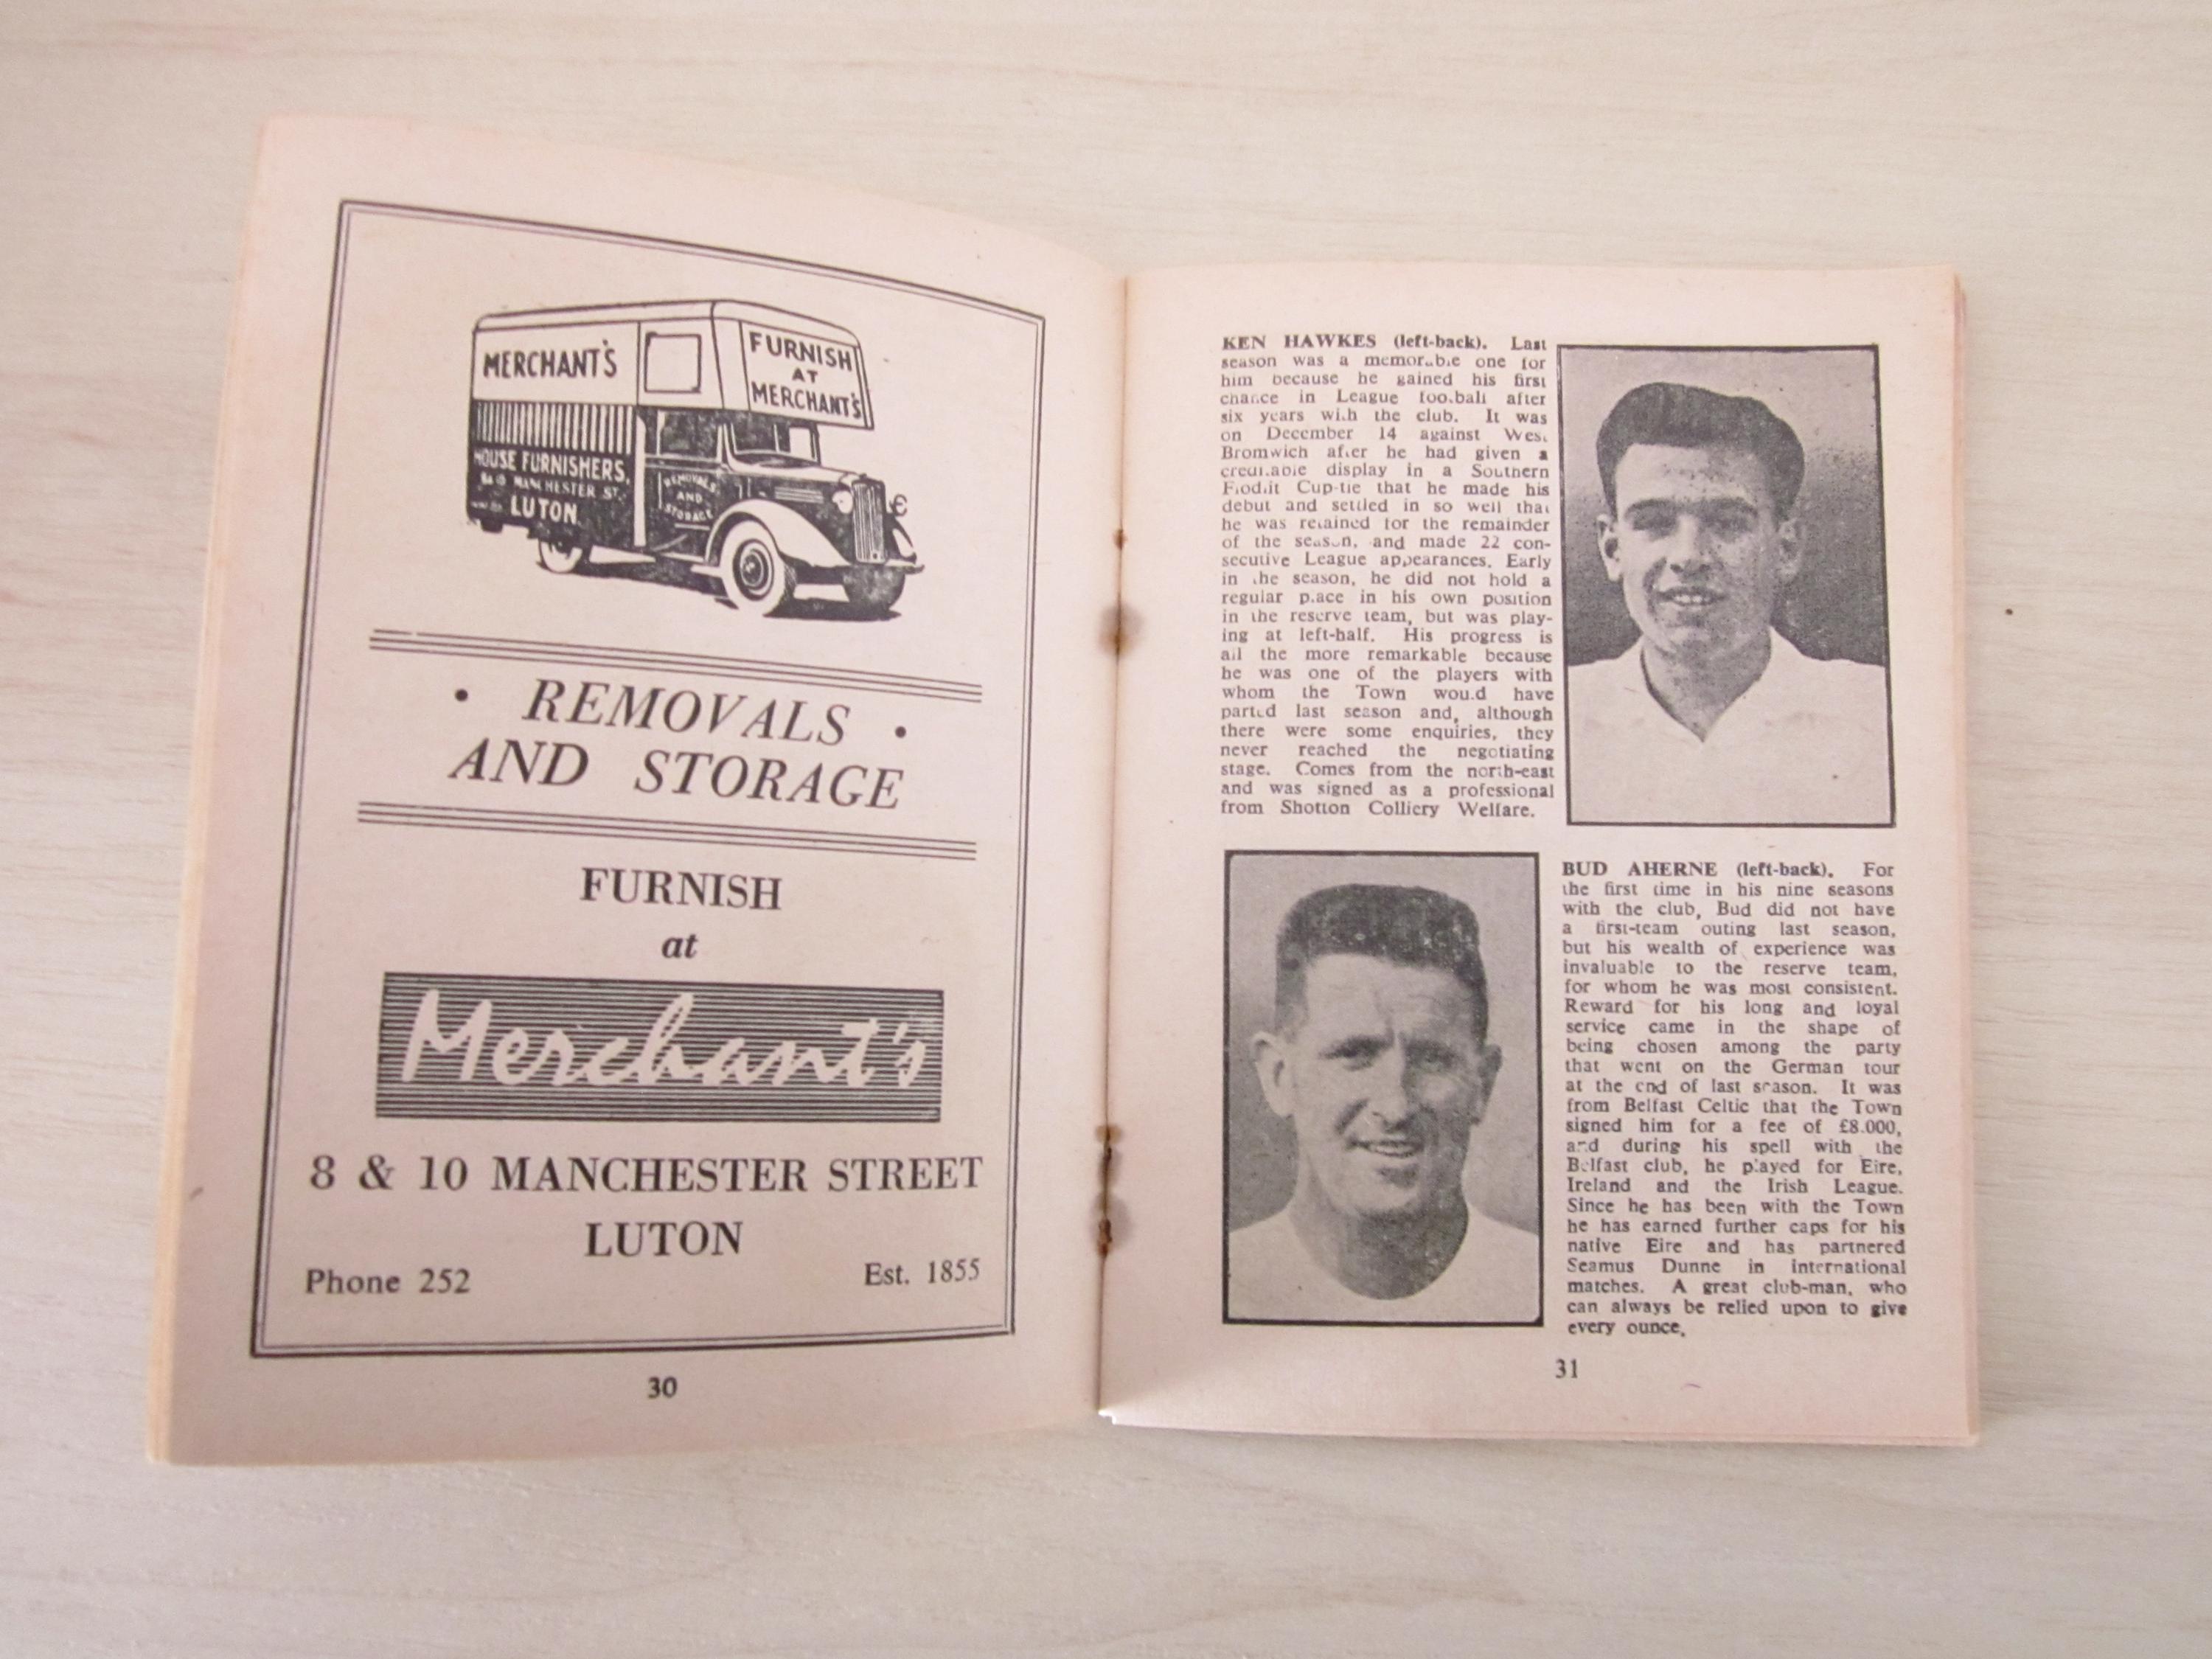 MERCHANT'S
FURNISH
AT
MERCHANT'S
HOUSE FURNISHERS,
MANCHESTER ST.
LUTON
REMOVALS
AND
STORAGE
• REMOVALS •
AND STORAGE
FURNISH
at
Merchant's
8 & 10 MANCHESTER STREET
LUTON
Phone 252 Est. 1855
30
KEN HAWKES (left-back). Last
season was a memorable one for
him because he gained his first
chance in League football after
six years with the club. It was
on December 14 against West
Bromwich after he had given a
creditable display in a Southern
Floodlit Cup-tie that he made his
debut and settled in so well that
he was retained for the remainder
of the season, and made 22 con-
secutive League appearances. Early
in the season, he did not hold a
regular place in his own position
in the reserve team, but was play-
ing at left-half. His progress is
all the more remarkable because
he was one of the players with
whom the Town would have
parted last season and, although
there were some enquiries, they
never reached the negotiating
stage. Comes from the north-east
and was signed as a professional
from Shotton Colliery Welfare.
BUD AHERNE (left-back). For
the first time in his nine seasons
with the club, Bud did not have
a first-team outing last season,
but his wealth of experience was
invaluable to the reserve team,
for whom he was most consistent.
Reward for his long and loyal
service came in the shape of
being chosen among the party
that went on the German tour
at the end of last season. It was
from Belfast Celtic that the Town
signed him for a fee of £8.000,
and during his spell with the
Belfast club, he played for Eire,
Ireland and the Irish League.
Since he has been with the Town
he has earned further caps for his
native Eire and has partnered
Seamus Dunne in international
matches. A great club-man, who
can always be relied upon to give
every ounce.
31